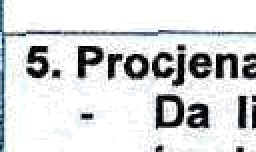 5. Procjena
- Da li